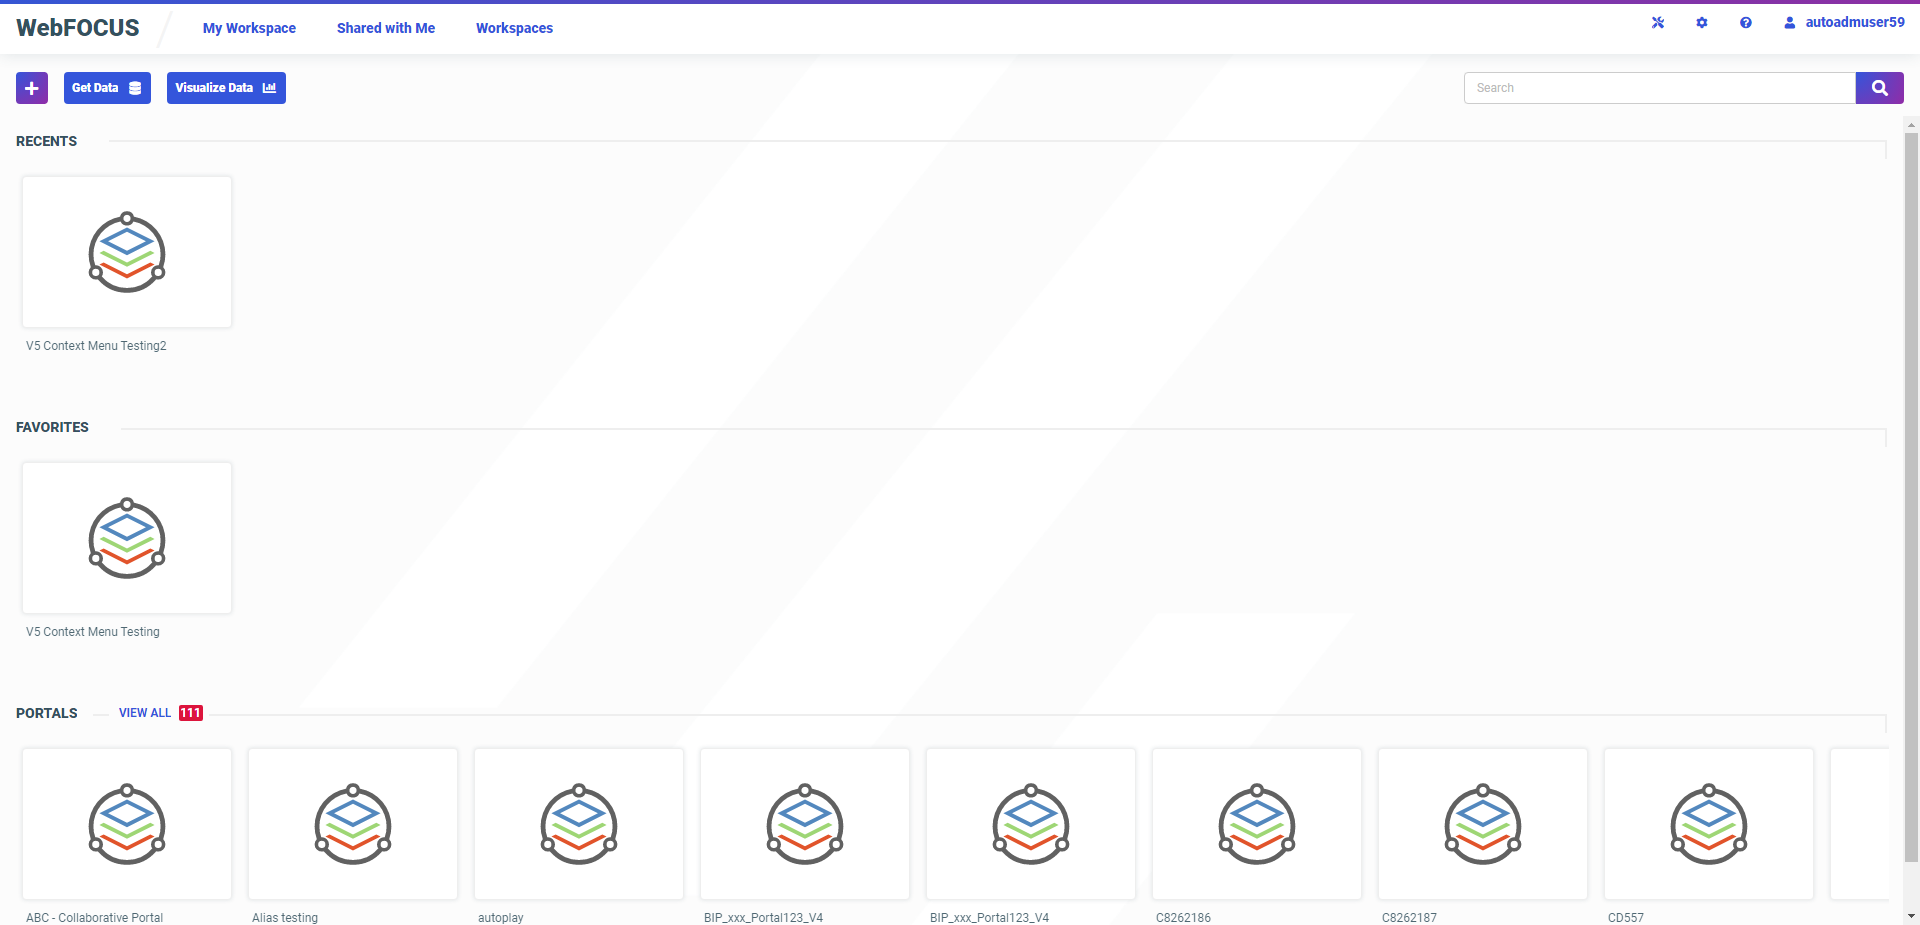 WebFOCUS
My Workspace
Shared with Me
Workspaces
autoadmuser59
Get Data
Visualize Data
Search
RECENTS
V5 Context Menu Testing2
FAVORITES
V5 Context Menu Testing
PORTALS
VIEW ALL 111
ABC - Collaborative Portal
Alias testing
autoplay
BIP_xxx_Portal123_V4
BIP_xxx_Portal123_V4
C8262186
C8262187
CD557